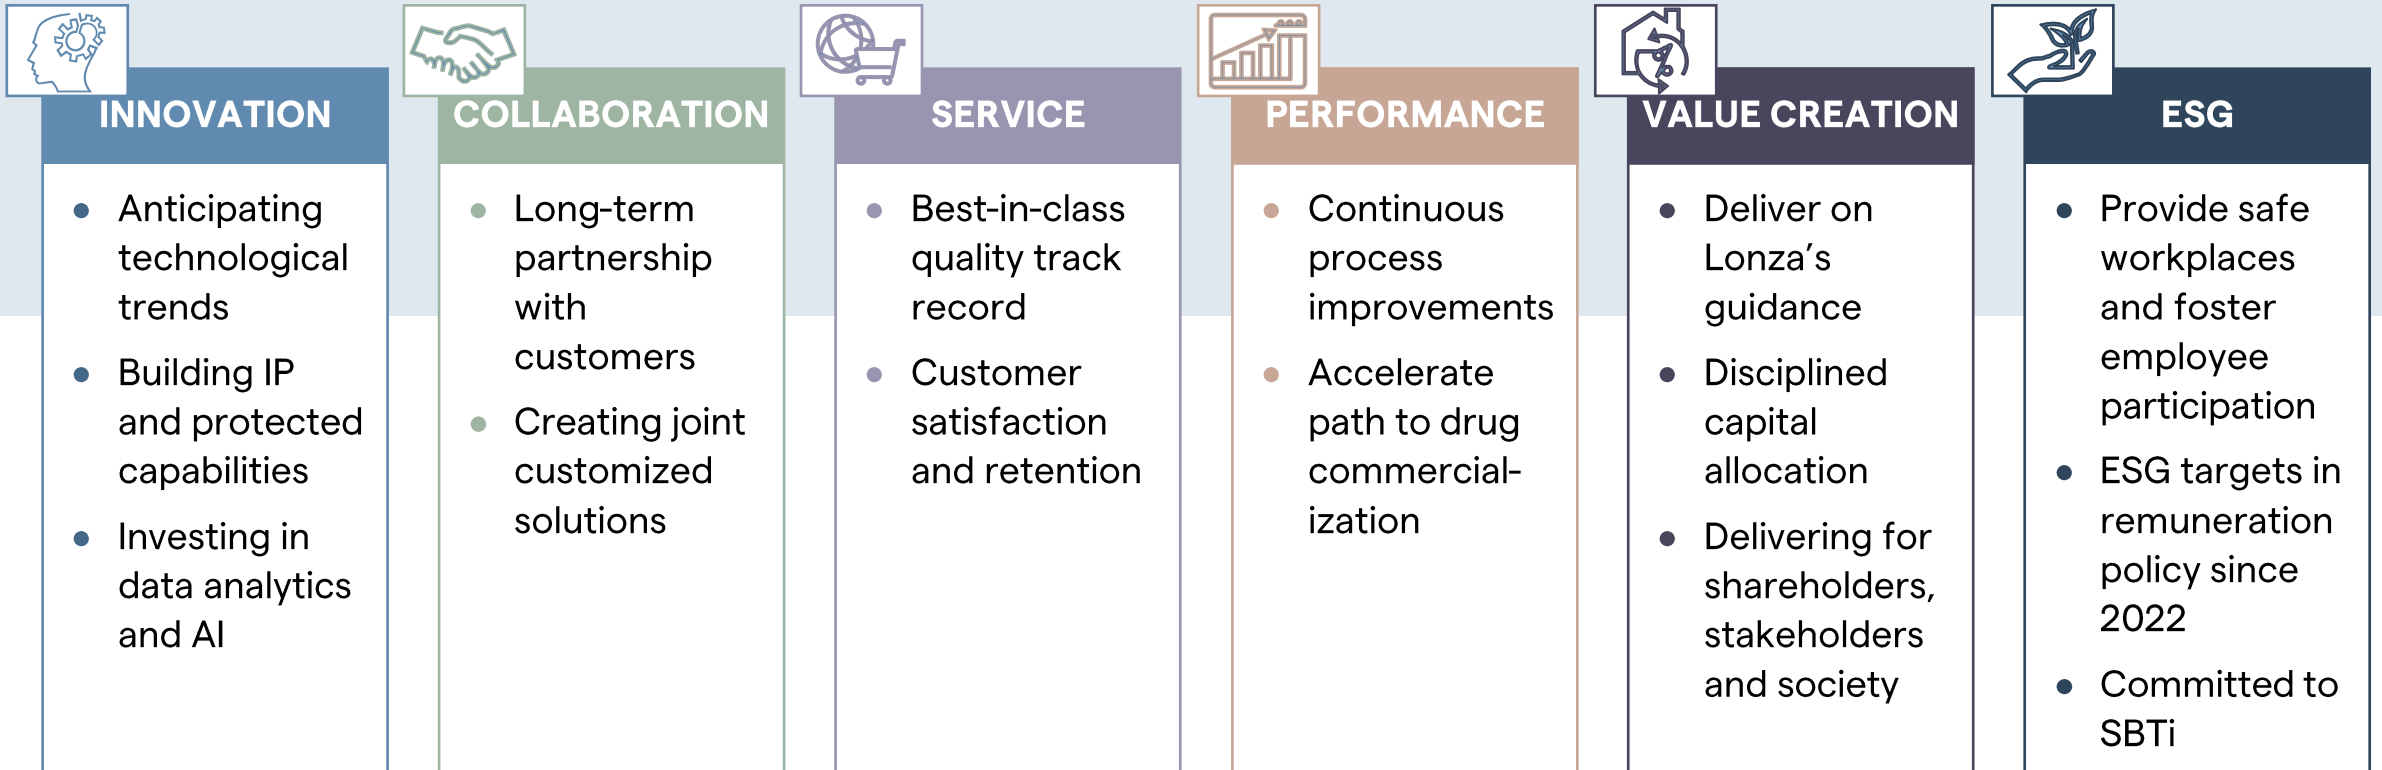 INNOVATION
Anticipating
technological
trends
Building IP
and protected
capabilities
Investing in
data analytics
and AI
COLLABORATION
Long-term
partnership
with
customers
Creating joint
customized
solutions
SERVICE
Best-in-class
quality track
record
Customer
satisfaction
and retention
PERFORMANCE
Continuous
process
improvements
Accelerate
path to drug
commercial-
ization
VALUE CREATION
Deliver on
Lonza’s
guidance
Disciplined
capital
allocation
Delivering for
shareholders,
stakeholders
and society
ESG
Provide safe
workplaces
and foster
employee
participation
ESG targets in
remuneration
policy since
2022
Committed to
SBTi